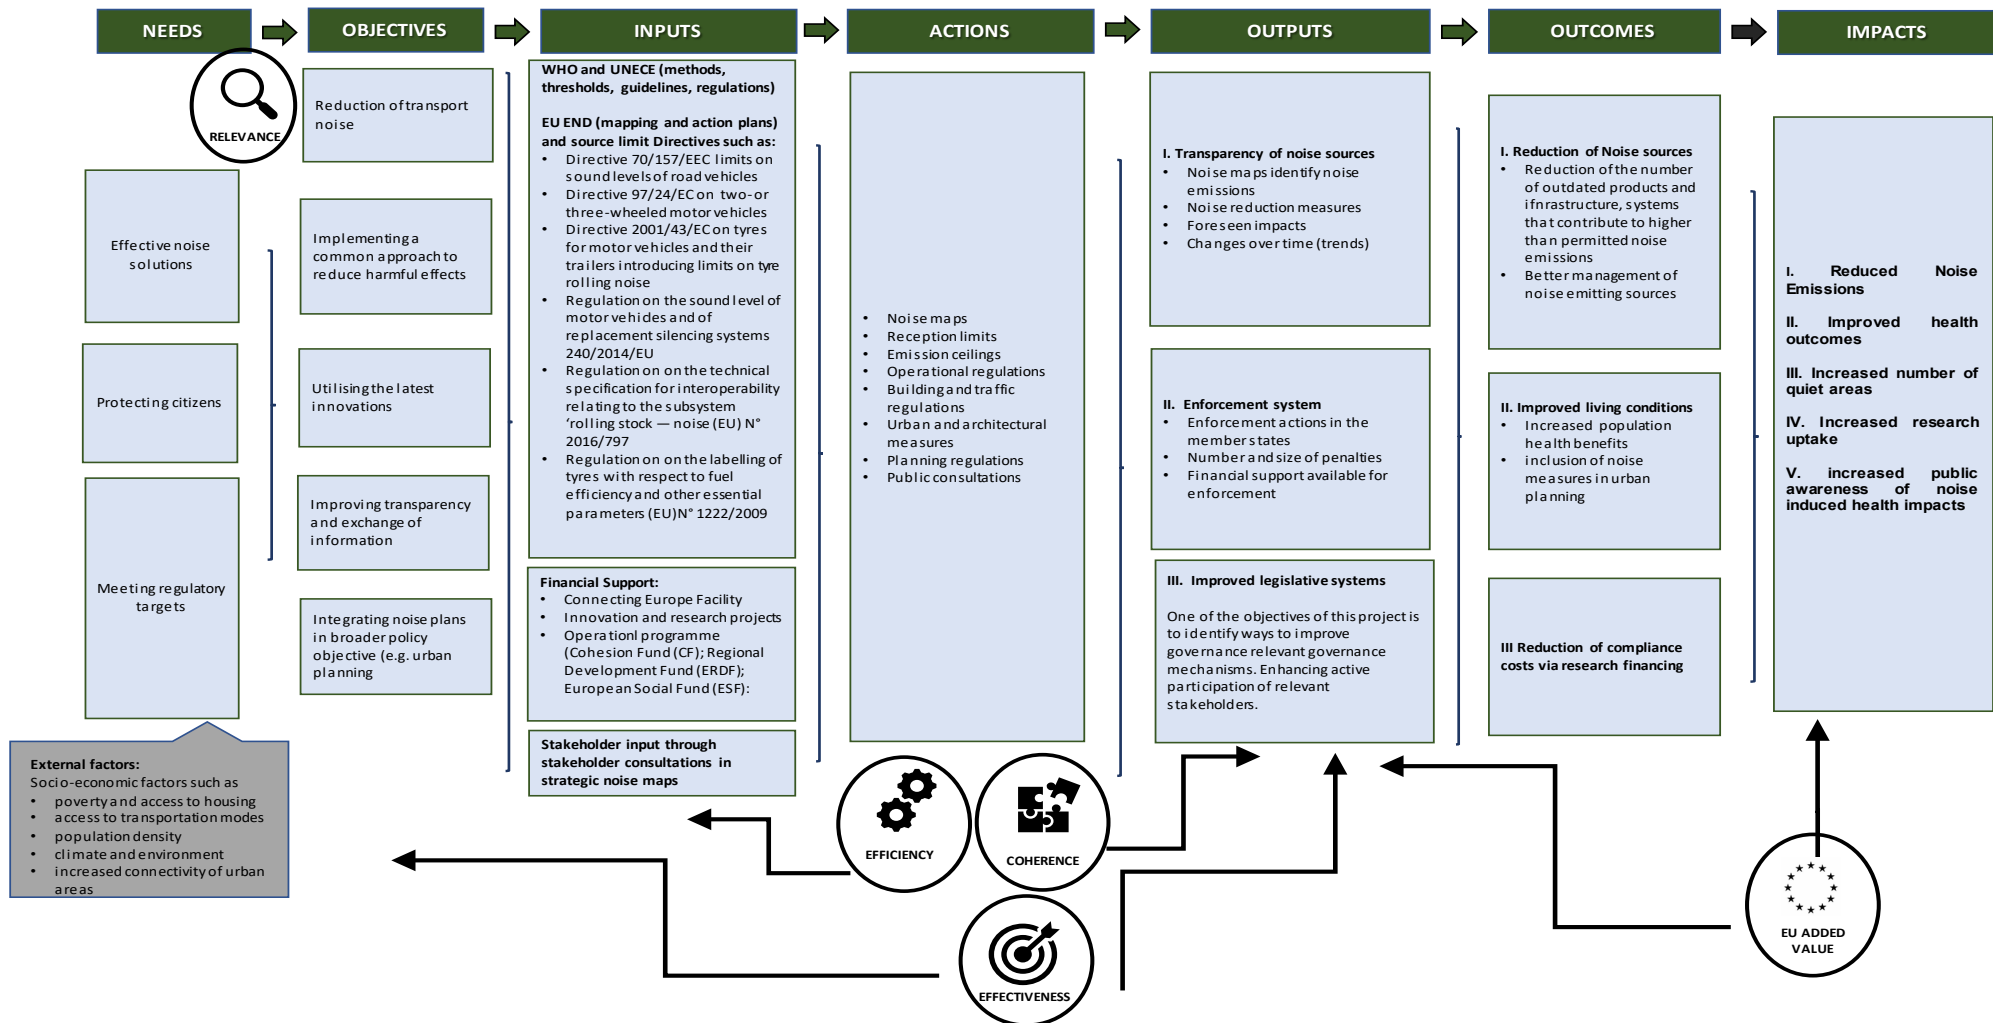 NEEDS
OBJECTIVES
INPUTS
ACTIONS
OUTPUTS
OUTCOMES
IMPACTS
RELEVANCE
Effective noise
solutions
Protecting citizens
Meeting regulatory
targets
External factors:
Socio-economic factors such as
• poverty and access to housing
• access to transportation modes
• population density
• climate and environment
• increased connectivity of urban
areas
Reduction of transport
noise
Implementing a
common approach to
reduce harmful effects
Utilising the latest
innovations
Improving transparency
and exchange of
information
Integrating noise plans
in broader policy
objective (e.g. urban
planning
WHO and UNECE (methods,
thresholds, guidelines, regulations)
EU END (mapping and action plans)
and source limit Directives such as:
• Directive 70/157/EEC limits on
sound levels of road vehicles
• Directive 97/24/EC on two- or
three-wheeled motor vehicles
• Directive 2001/43/EC on tyres
for motor vehicles and their
trailers introducing limits on tyre
rolling noise
• Regulation on the sound level of
motor vehicles and of
replacement silencing systems
240/2014/EU
• Regulation on on the technical
specification for interoperability
relating to the subsystem
‘rolling stock — noise (EU) N°
2016/797
• Regulation on on the labelling of
tyres with respect to fuel
efficiency and other essential
parameters (EU)N° 1222/2009
Financial Support:
• Connecting Europe Facility
• Innovation and research projects
• Operationl programme
(Cohesion Fund (CF); Regional
Development Fund (ERDF);
European Social Fund (ESF):
Stakeholder input through
stakeholder consultations in
strategic noise maps
• Noise maps
• Reception limits
• Emission ceilings
• Operational regulations
• Building and traffic
regulations
• Urban and architectural
measures
• Planning regulations
• Public consultations
I. Transparency of noise sources
• Noise maps identify noise
emissions
• Noise reduction measures
• Foreseen impacts
• Changes over time (trends)
II. Enforcement system
• Enforcement actions in the
member states
• Number and size of penalties
• Financial support available for
enforcement
III. Improved legislative systems
One of the objectives of this project is
to identify ways to improve
governance relevant governance
mechanisms. Enhancing active
participation of relevant
stakeholders.
I. Reduction of Noise sources
• Reduction of the number
of outdated products and
ifnrastructure, systems
that contribute to higher
than permitted noise
emissions
• Better management of
noise emitting sources
II. Improved living conditions
• Increased population
health benefits
• inclusion of noise
measures in urban
planning
III Reduction of compliance
costs via research financing
I. Reduced Noise
Emissions
II. Improved health
outcomes
III. Increased number of
quiet areas
IV. Increased research
uptake
V. increased public
awareness of noise
induced health impacts
EFFICIENCY
COHERENCE
EFFECTIVENESS
EU ADDED
VALUE